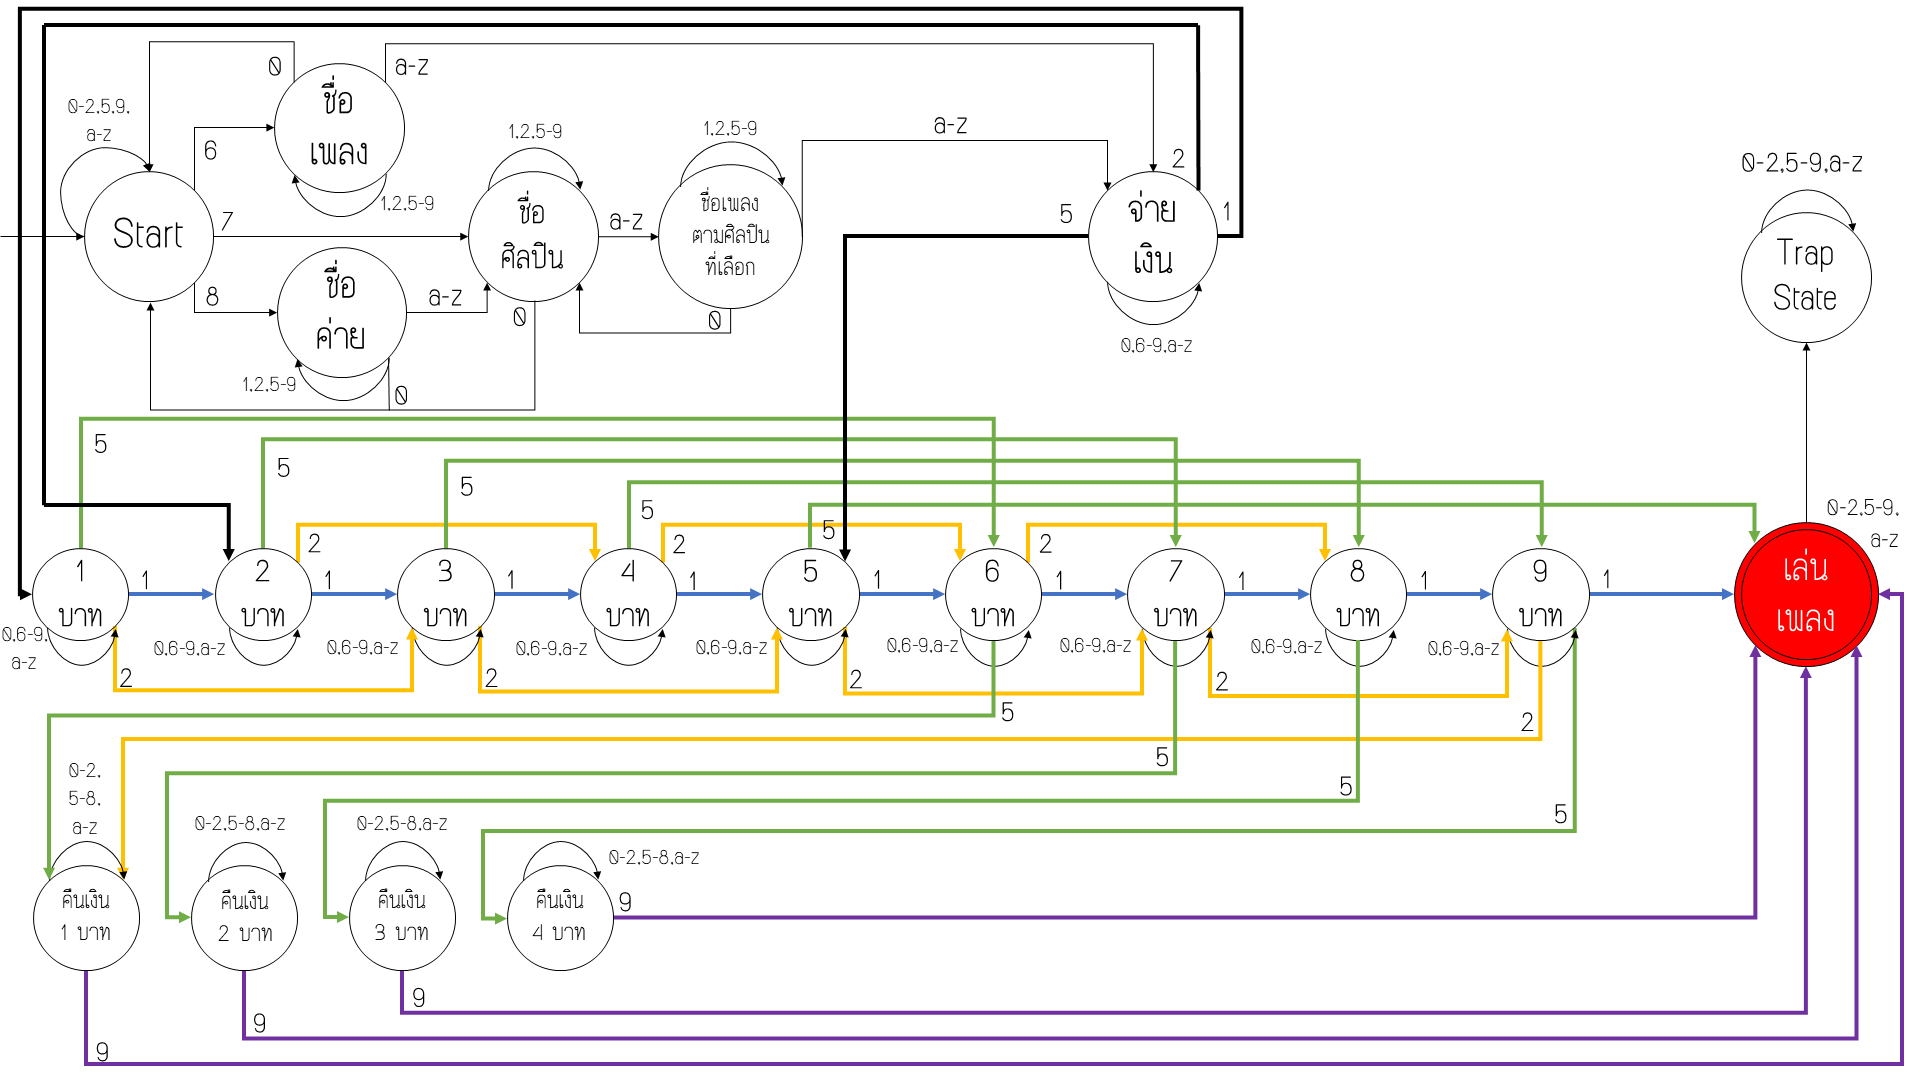 0
a-z
ชื่อ
เพลง
0-2,5,9,
a-z
6
1,2,5-9
1,2,5-9
1,2,5-9
a-z
2
0-2,5-9,a-z
Start
7
ชื่อ
ศิลปิน
a-z
ชื่อเพลง
ตามศิลปิน
ที่เลือก
5
จ่าย
เงิน
1
Trap
State
8
ชื่อ
ค่าย
a-z
0
0
0,6-9,a-z
1,2,5-9
0
5
5
5
5
5
0-2,5-9,
a-z
2
2
2
1
บาท
1
2
บาท
1
3
บาท
1
4
บาท
1
5
บาท
1
6
บาท
1
7
บาท
1
8
บาท
1
9
บาท
1
เล่น
เพลง
0,6-9,
a-z
0,6-9,a-z
0,6-9,a-z
0,6-9,a-z
0,6-9,a-z
0,6-9,a-z
0,6-9,a-z
0,6-9,a-z
0,6-9,a-z
2
2
2
2
5
2
5
5
5
0-2,
5-8,
a-z
0-2,5-8,a-z
0-2,5-8,a-z
0-2,5-8,a-z
คืนเงิน
1 บาท
คืนเงิน
2 บาท
คืนเงิน
3 บาท
คืนเงิน
4 บาท
9
9
9
9